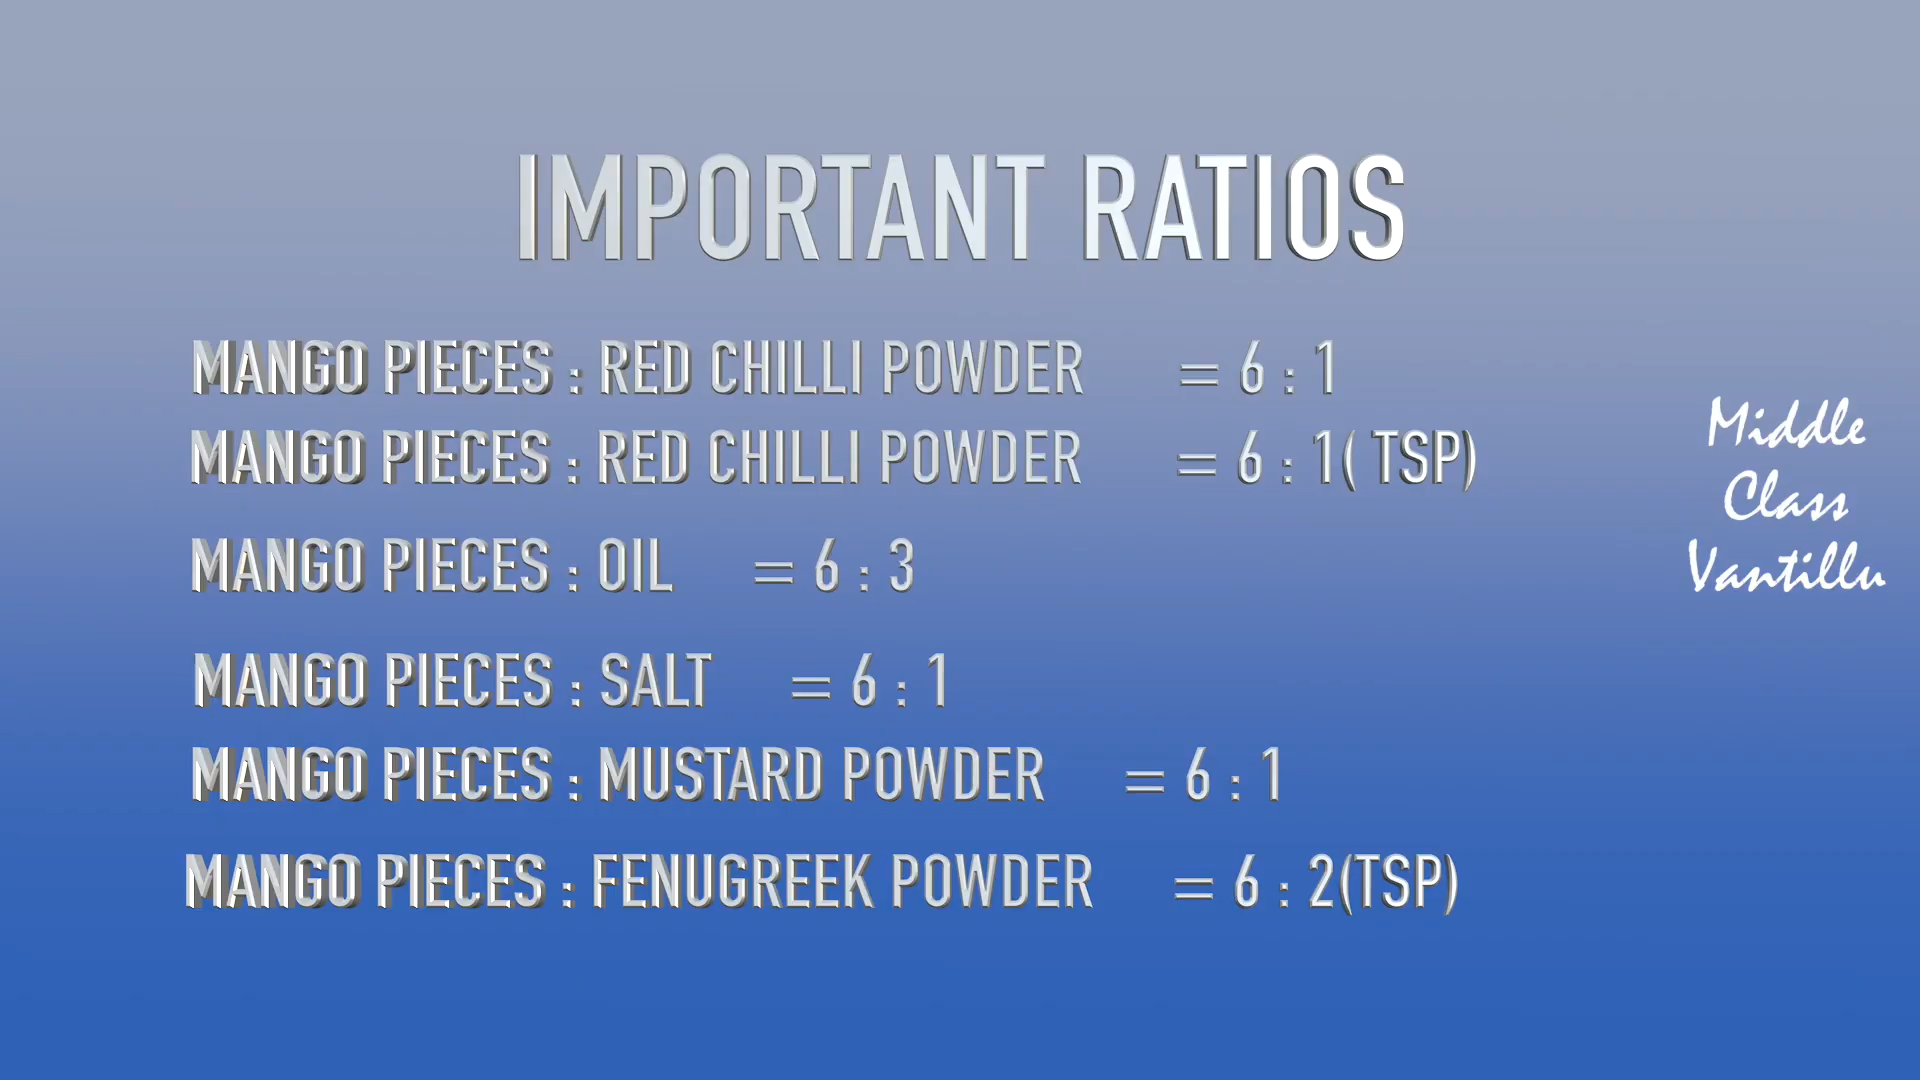 IMPORTANT RATIOS
MANGO PIECES : RED CHILLI POWDER = 6 : 1
MANGO PIECES : RED CHILLI POWDER = 6 : 1( TSP)
MANGO PIECES : OIL = 6 : 3
MANGO PIECES : SALT = 6 : 1
MANGO PIECES : MUSTARD POWDER = 6 : 1
MANGO PIECES : FENUGREEK POWDER = 6 : 2(TSP)
Middle
Class
Vantillu